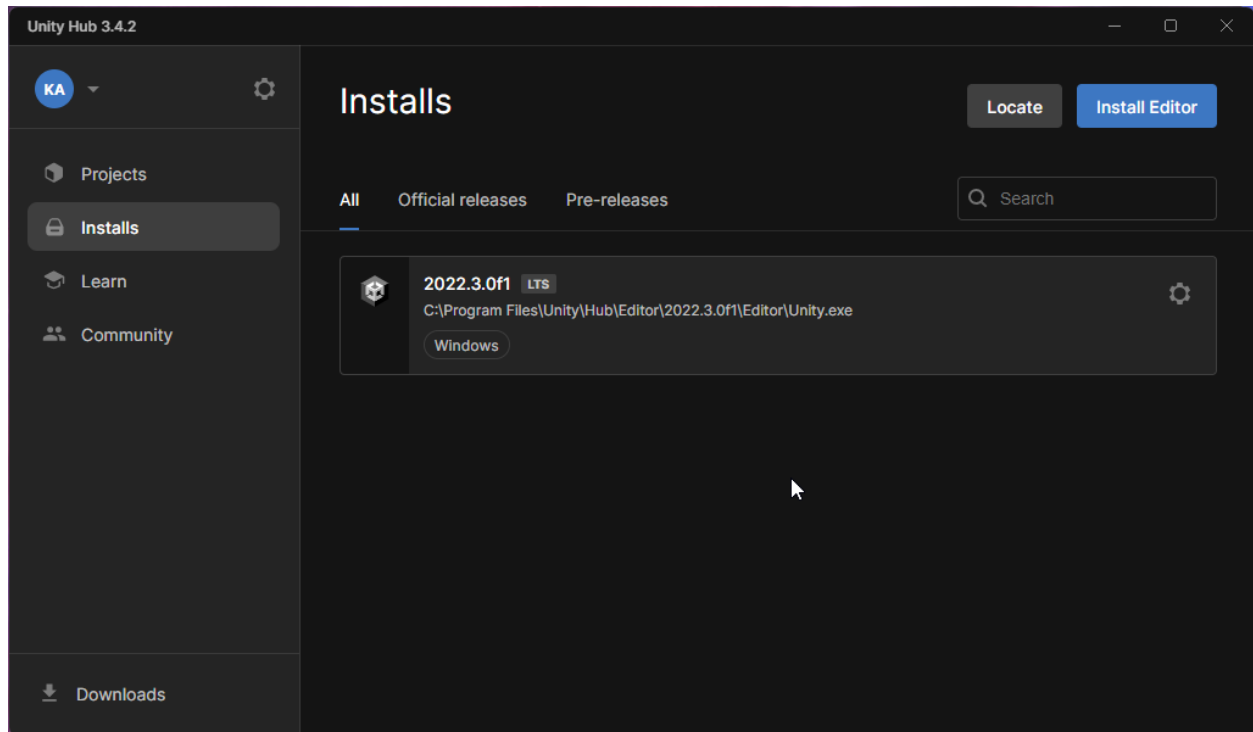 Unity Hub 3.4.2
KA
Installs
Locate
Install Editor
Projects
Installs
Learn
Community
All
Official releases
Pre-releases
Search
2022.3.0f1 LTS
C:\Program Files\Unity\Hub\Editor\2022.3.0f1\Editor\Unity.exe
Windows
Downloads